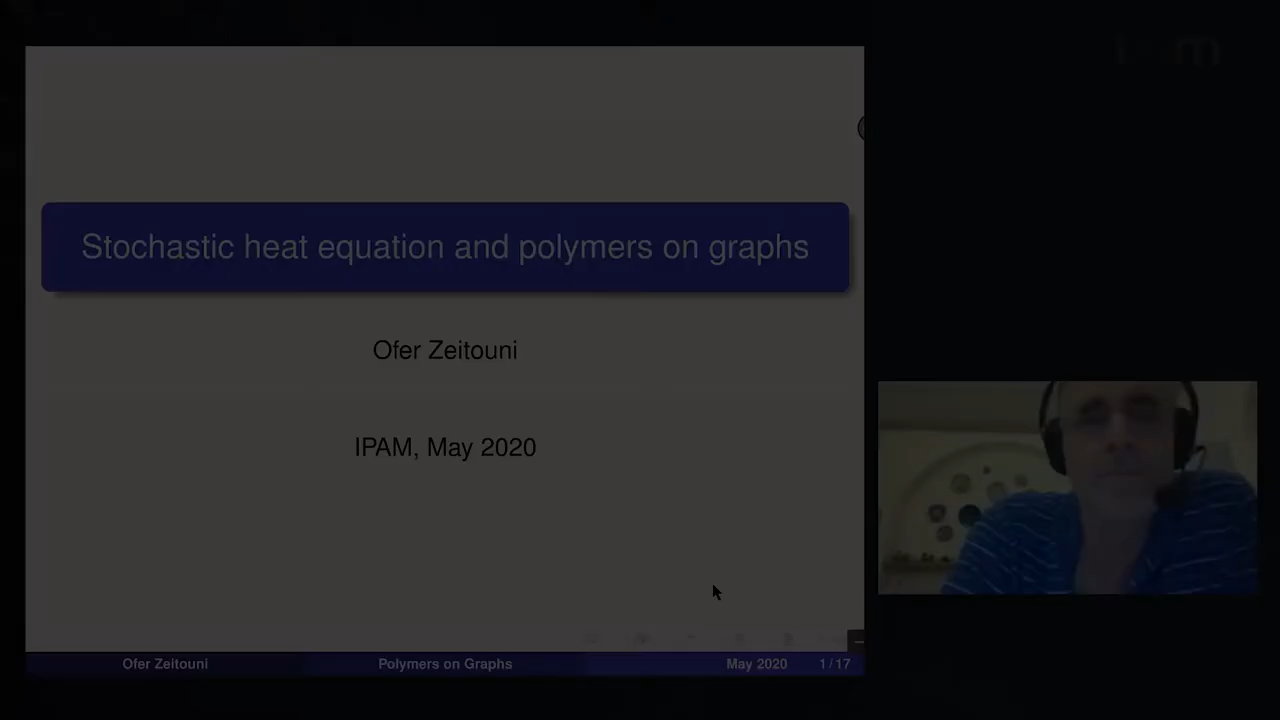 Stochastic heat equation and polymers on graphs
Ofer Zeitouni
IPAM, May 2020
Ofer Zeitouni Polymers on Graphs May 2020 1 / 17